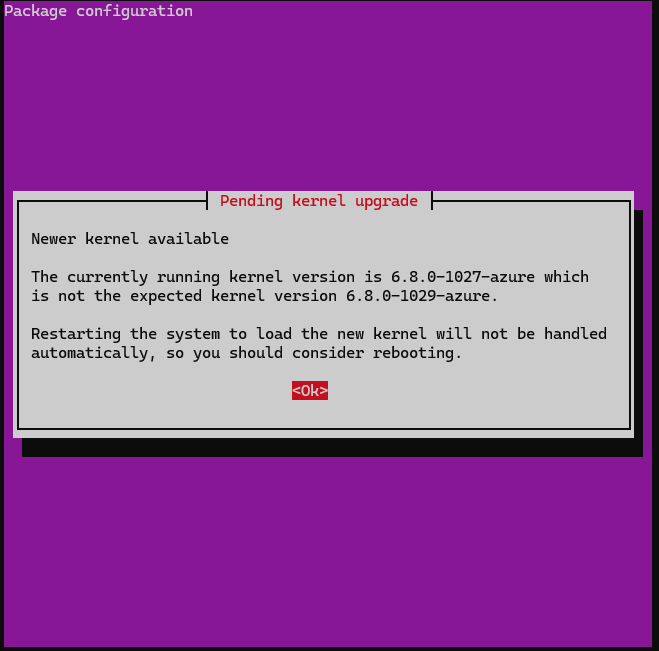 Package configuration
Pending kernel upgrade
Newer kernel available
The currently running kernel version is 6.8.0-1027-azure which
is not the expected kernel version 6.8.0-1029-azure.
Restarting the system to load the new kernel will not be handled
automatically, so you should consider rebooting.
<Ok>